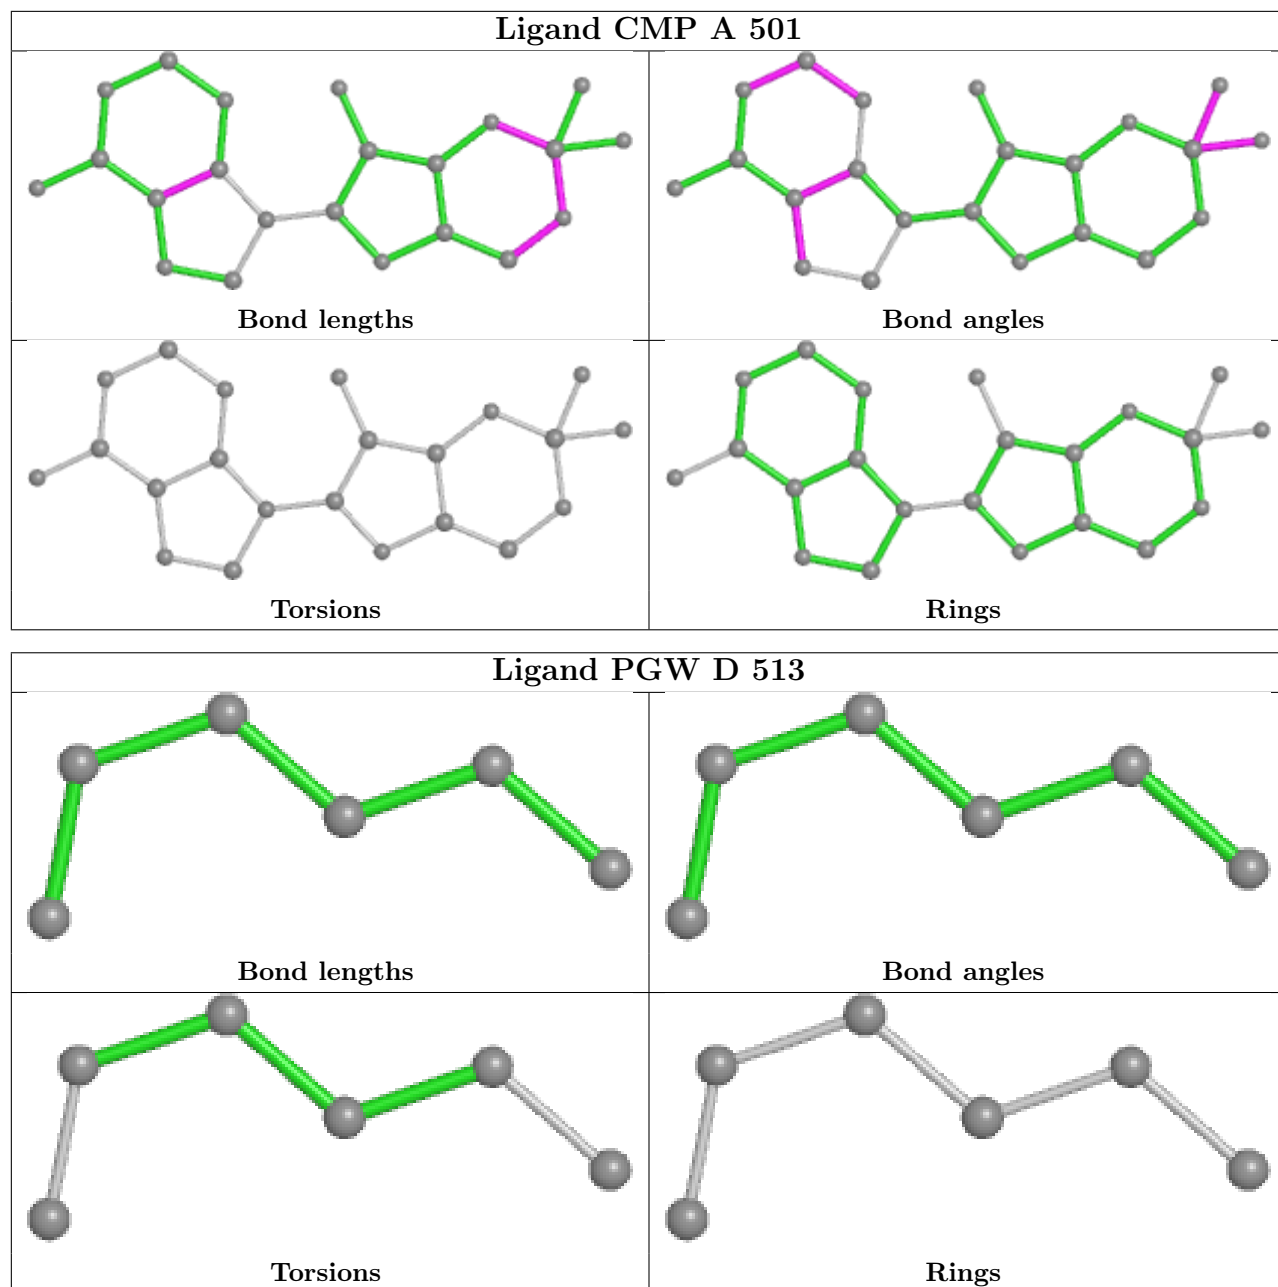 Ligand CMP A 501
Bond lengths
Bond angles
Torsions
Rings
Ligand PGW D 513
Bond lengths
Bond angles
Torsions
Rings